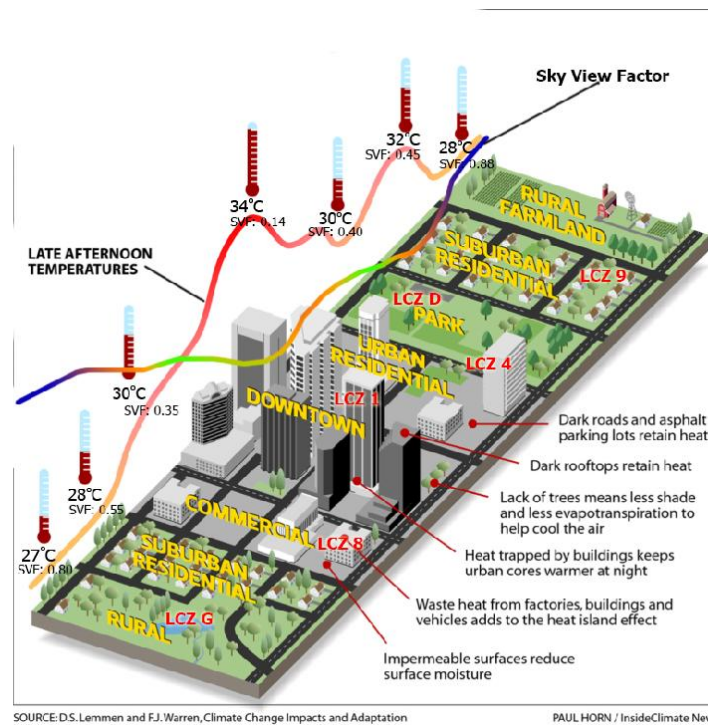 Sky View Factor
32°C
SVF: 0.45
28°C
SVF: 0.88
34°C
SVF: 0.14
30°C
SVF: 0.40
LATE AFTERNOON
TEMPERATURES
30°C
SVF: 0.35
28°C
SVF: 0.55
27°C
SVF: 0.80
RURAL
FARMLAND
SUBURBAN
RESIDENTIAL
LCZ 9
LCZ D
PARK
URBAN
RESIDENTIAL
LCZ 4
LCZ 1
DOWNTOWN
COMMERCIAL
LCZ 8
SUBURBAN
RESIDENTIAL
LCZ G
RURAL
Dark roads and asphalt
parking lots retain heat
Dark rooftops retain heat
Lack of trees means less shade
and less evapotranspiration to
help cool the air
Heat trapped by buildings keeps
urban cores warmer at night
Waste heat from factories, buildings and
vehicles adds to the heat island effect
Impermeable surfaces reduce
surface moisture
SOURCE: D.S. Lemmen and F.J. Warren, Climate Change Impacts and Adaptation
PAUL HORN / InsideClimate Ne